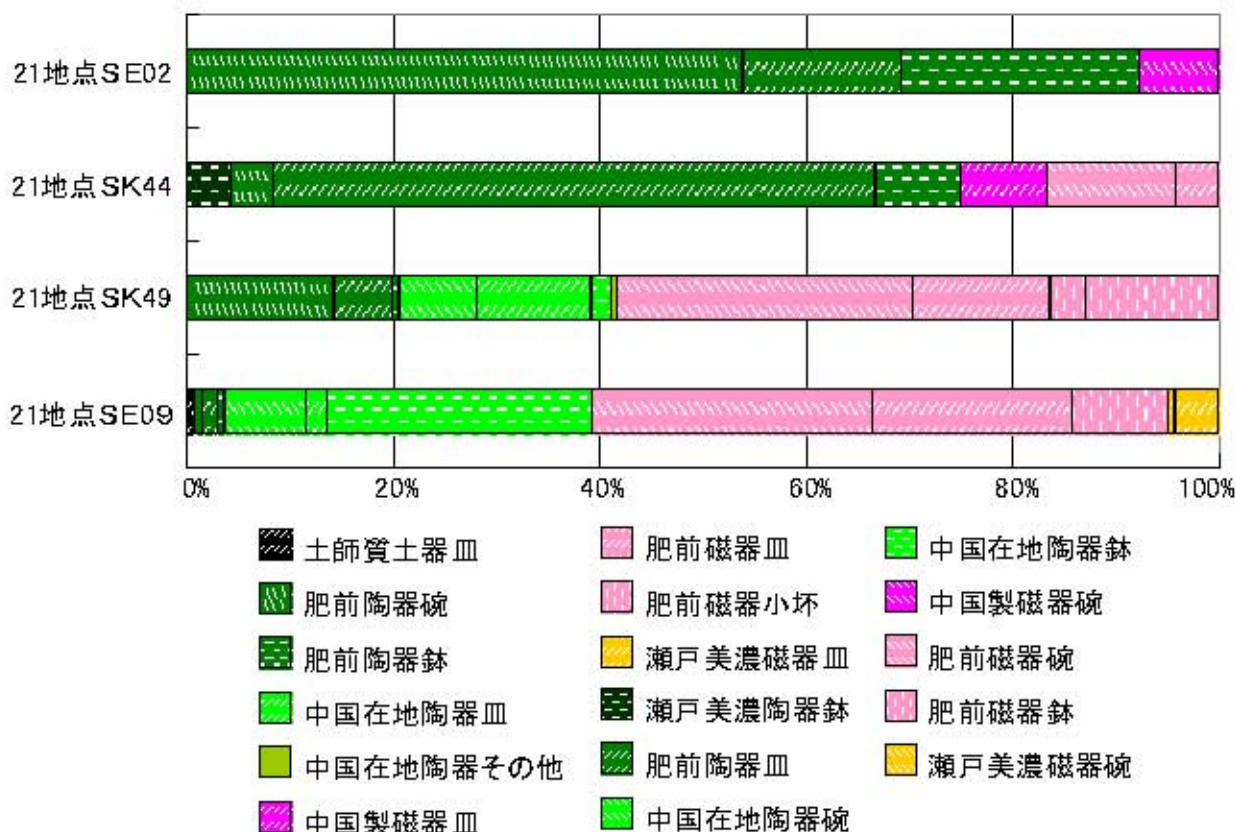 21地点SE02
21地点SK44
21地点SK49
21地点SE09
0% 20% 40% 60% 80% 100%
土師質土器皿 肥前磁器皿 中国在地陶器鉢
肥前陶器碗 肥前磁器小坏 中国製磁器碗
肥前陶器鉢 瀬戸美濃磁器皿 肥前磁器碗
中国在地陶器皿 瀬戸美濃陶器鉢 肥前磁器鉢
中国在地陶器その他 肥前陶器皿 瀬戸美濃磁器碗
中国製磁器皿 中国在地陶器碗